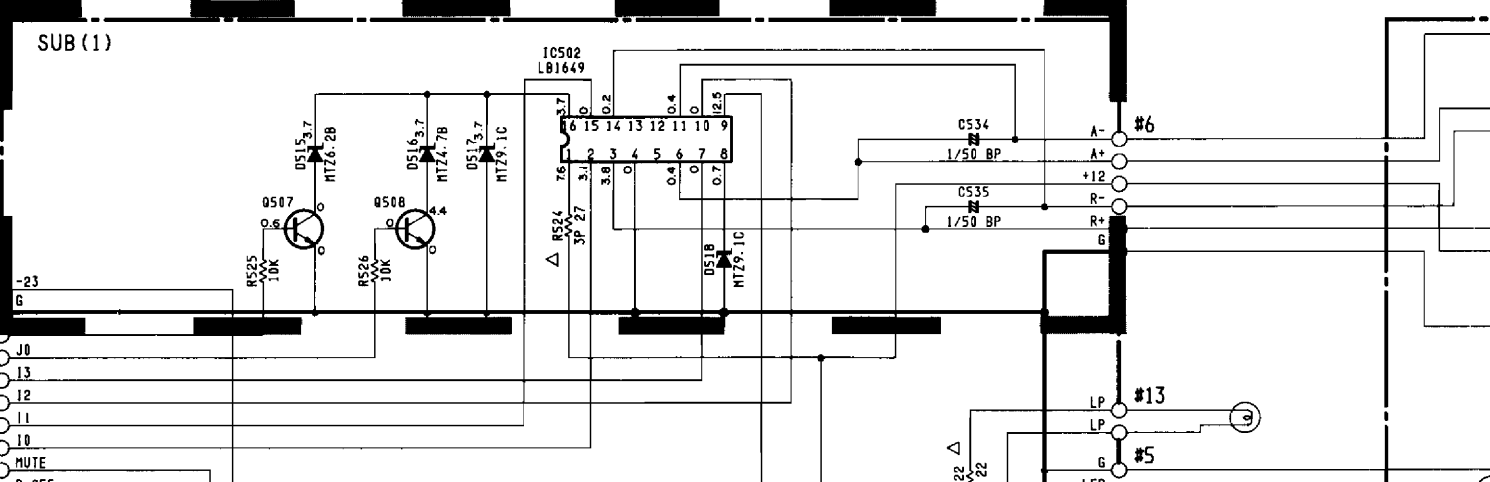 SUB(1)
IC502
LB1649
3.7
0
0.2
0.4
0
12.5
16 15 14 13 12 11 10 9
1 2 3 4 5 6 7 8
7.6
3.1
3.8
0
0.4
0
0.7
D515
3.7
MTZ6.2B
D516
3.7
MTZ4.7B
D517
3.7
MTZ9.1C
Q507
0
0.6
0
Q508
4.4
0
0
R525
10K
R526
10K
R524
3P 27
D518
MTZ9.1C
C534
1/50 BP
C535
1/50 BP
A-
#6
A+
+12
R-
R+
G
-23
G
J0
I3
I2
I1
I0
MUTE
LP
#13
LP
G
#5
22
22